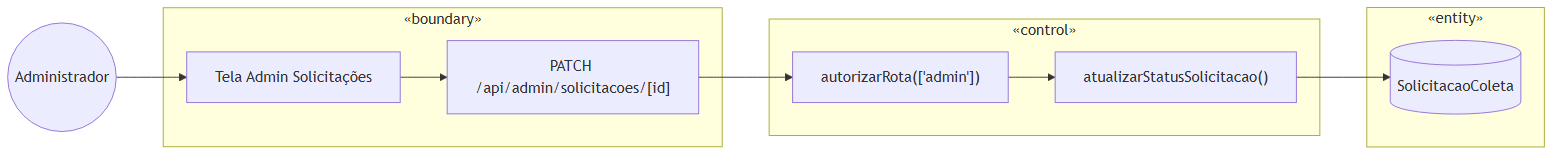 Administrador
«boundary»
Tela Admin Solicitações
PATCH
/api/admin/solicitacoes/[id]
«control»
autorizarRota(['admin'])
atualizarStatusSolicitacao()
«entity»
SolicitacaoColeta